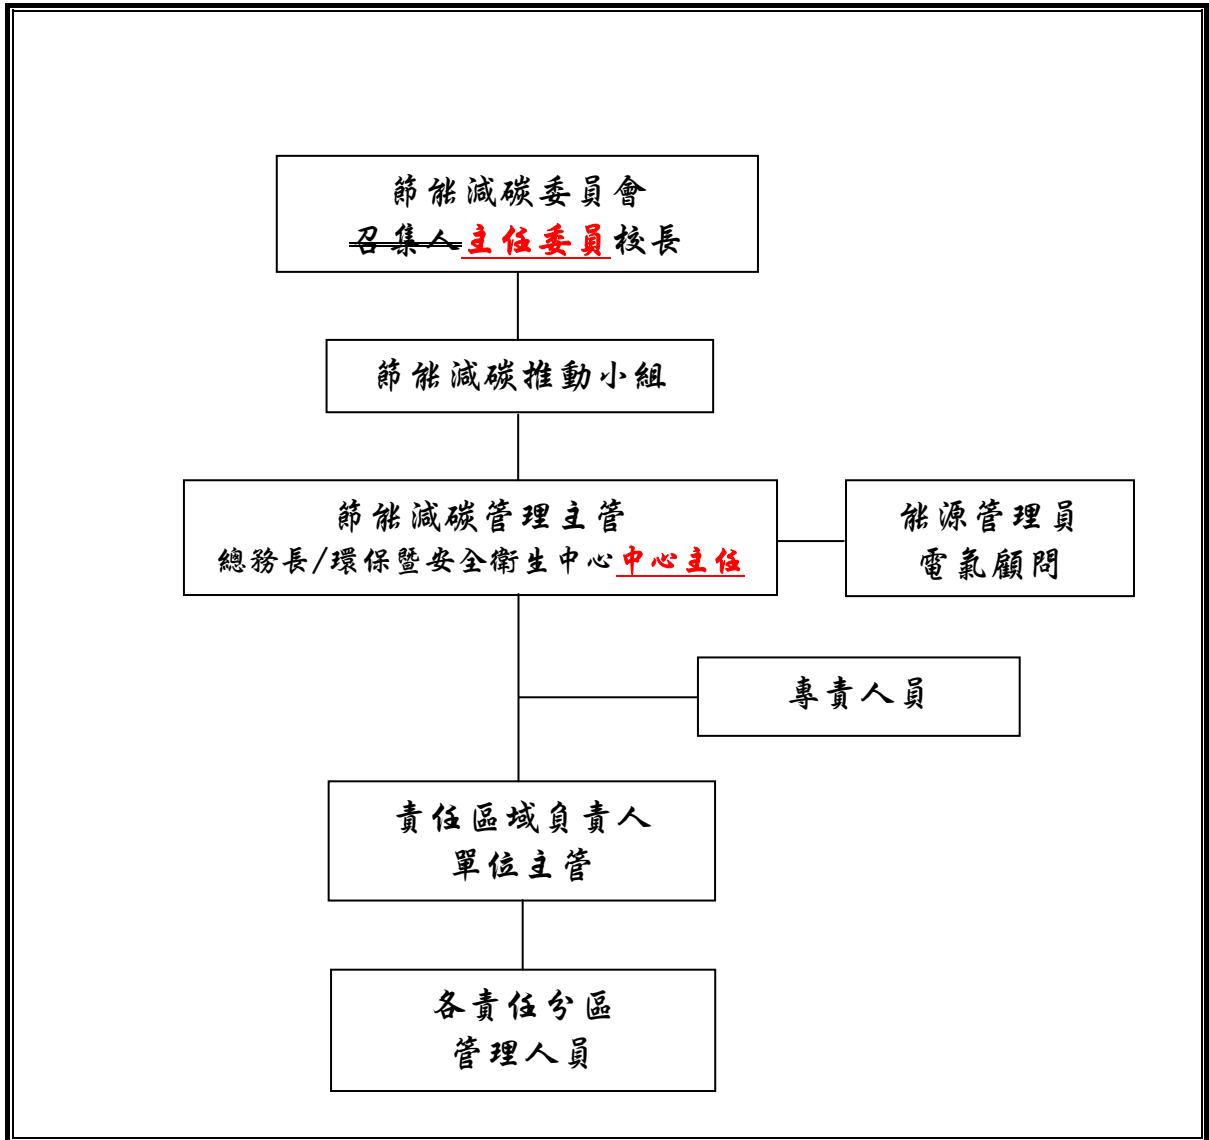 節能減碳委員會
召集人主任委員校長
節能減碳推動小組
節能減碳管理主管
總務長/環保暨安全衛生中心中心主任
能源管理員
電氣顧問
專責人員
責任區域負責人
單位主管
各責任分區
管理人員